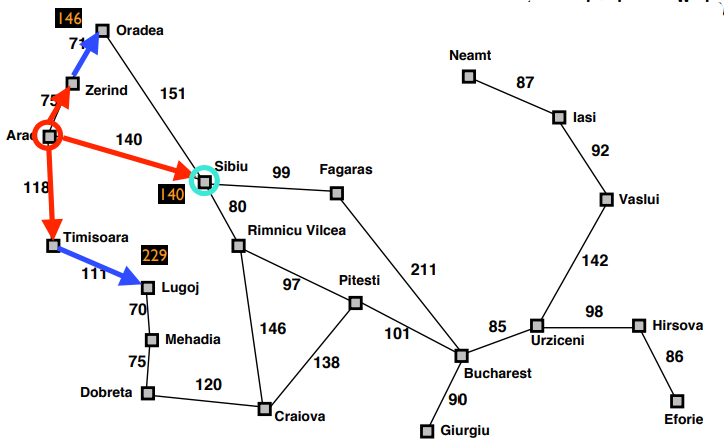 146
Oradea
71
Neamt
87
Zerind
75
151
Iasi
Arad
140
92
Sibiu
Fagaras
99
118
140
Vaslui
80
Timisoara
Rimnicu Vilcea
229
142
111
Lugoj
97
Pitesti
211
70
98
Hirsova
146
101
85
Mehadia
Urziceni
75
138
86
Bucharest
Dobreta
120
90
Craiova
Eforie
Giurgiu